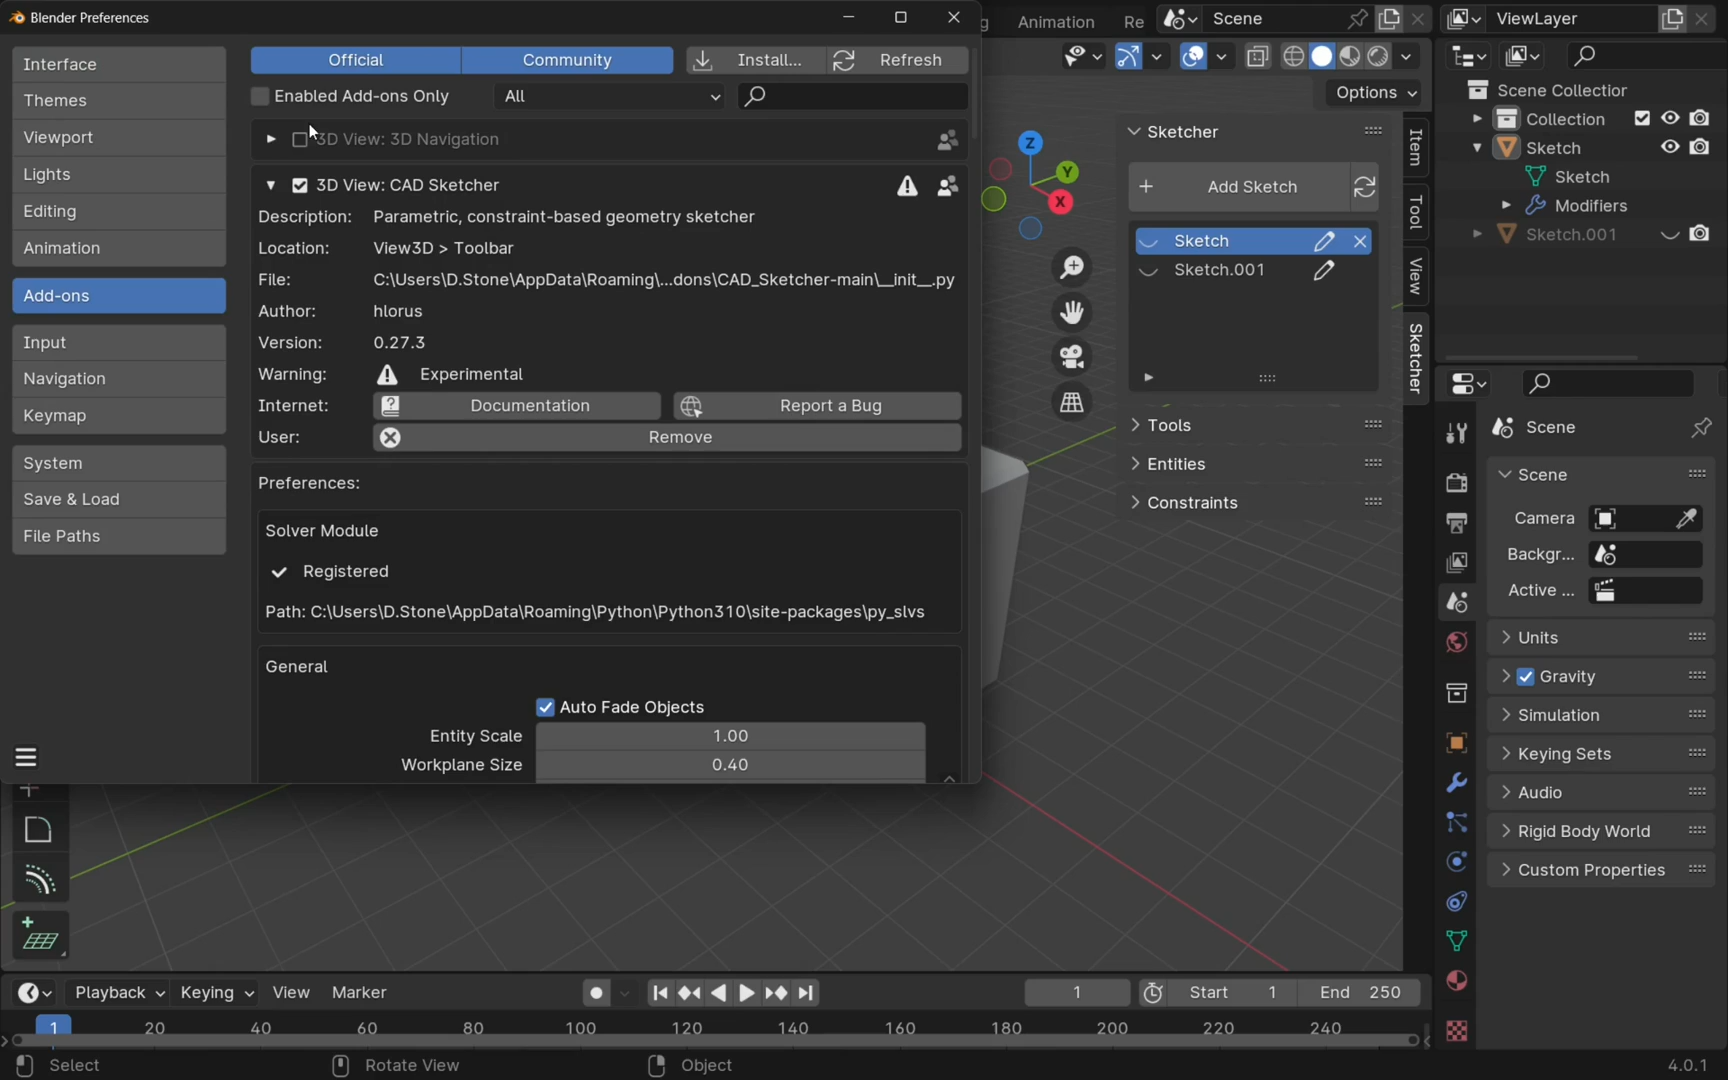 Blender Preferences
Interface
Themes
Viewport
Lights
Editing
Animation
Add-ons
Input
Navigation
Keymap
System
Save & Load
File Paths
Official
Community
Install...
Refresh
Enabled Add-ons Only
All
3D View: 3D Navigation
3D View: CAD Sketcher
Description: Parametric, constraint-based geometry sketcher
Location: View3D > Toolbar
File: C:\Users\D.Stone\AppData\Roaming\...dons\CAD_Sketcher-main\__init__.py
Author: hlorus
Version: 0.27.3
Warning: Experimental
Internet: Documentation Report a Bug
User: Remove
Preferences:
Solver Module
Registered
Path: C:\Users\D.Stone\AppData\Roaming\Python\Python310\site-packages\py_slvs
General
Auto Fade Objects
Entity Scale 1.00
Workplane Size 0.40
g Animation Re
Scene
ViewLayer
Options
X
Y
Z
Sketcher
Add Sketch
Sketch
Sketch.001
Tools
Entities
Constraints
Item
Tool
View
Sketcher
Scene Collection
Collection
Sketch
Sketch
Modifiers
Sketch.001
Scene
Scene
Camera
Backgr...
Active ...
Units
Gravity
Simulation
Keying Sets
Audio
Rigid Body World
Custom Properties
Playback Keying View Marker
1 Start 1 End 250
1 20 40 60 80 100 120 140 160 180 200 220 240
Select Rotate View Object 4.0.1